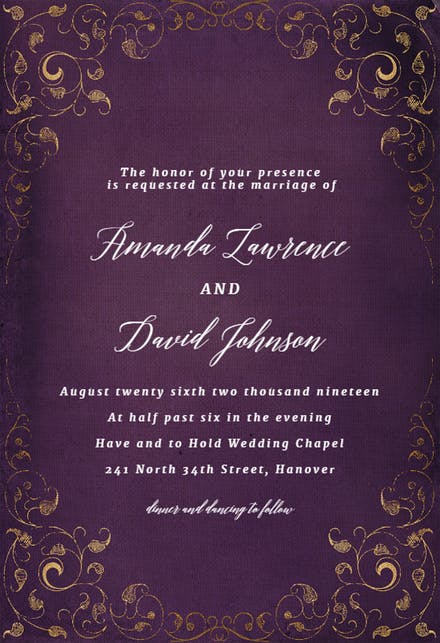 The honor of your presence
is requested at the marriage of
Amanda Lawrence
AND
David Johnson
August twenty sixth two thousand nineteen
At half past six in the evening
Have and to Hold Wedding Chapel
241 North 34th Street, Hanover
dinner and dancing to follow